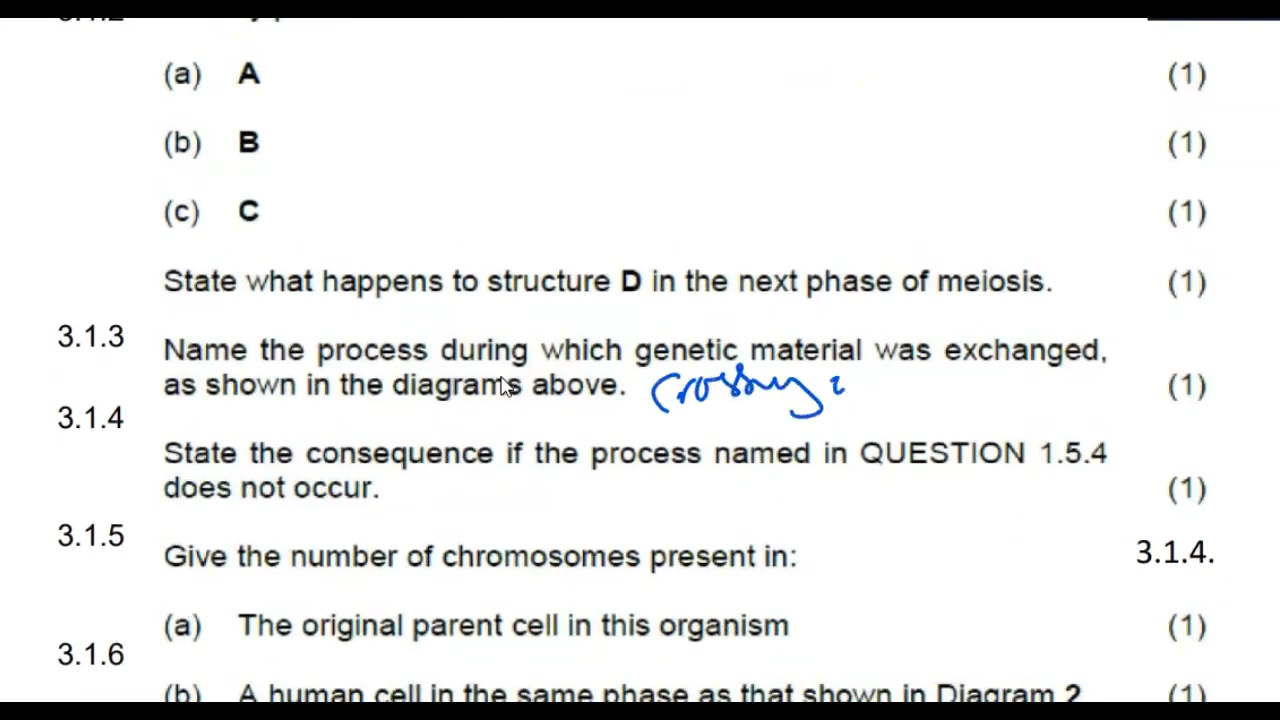 (a) A (1)
(b) B (1)
(c) C (1)
State what happens to structure D in the next phase of meiosis. (1)
3.1.3
Name the process during which genetic material was exchanged,
as shown in the diagrams above. Crossing (1)
3.1.4
State the consequence if the process named in QUESTION 1.5.4
does not occur. (1)
3.1.5
Give the number of chromosomes present in: 3.1.4.
(a) The original parent cell in this organism (1)
3.1.6
(b) A human cell in the same phase as that shown in Diagram 2 (1)